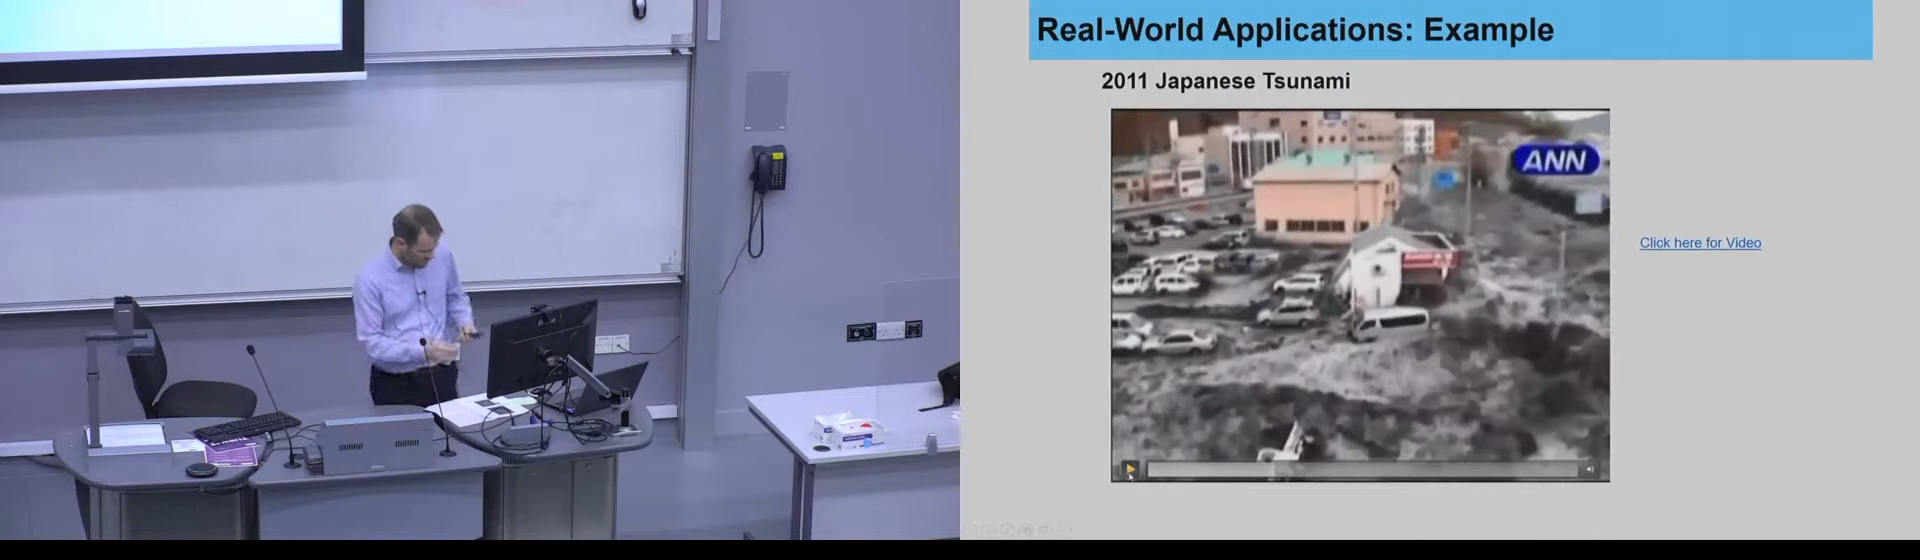 Real-World Applications: Example
2011 Japanese Tsunami
ANN
Click here for Video